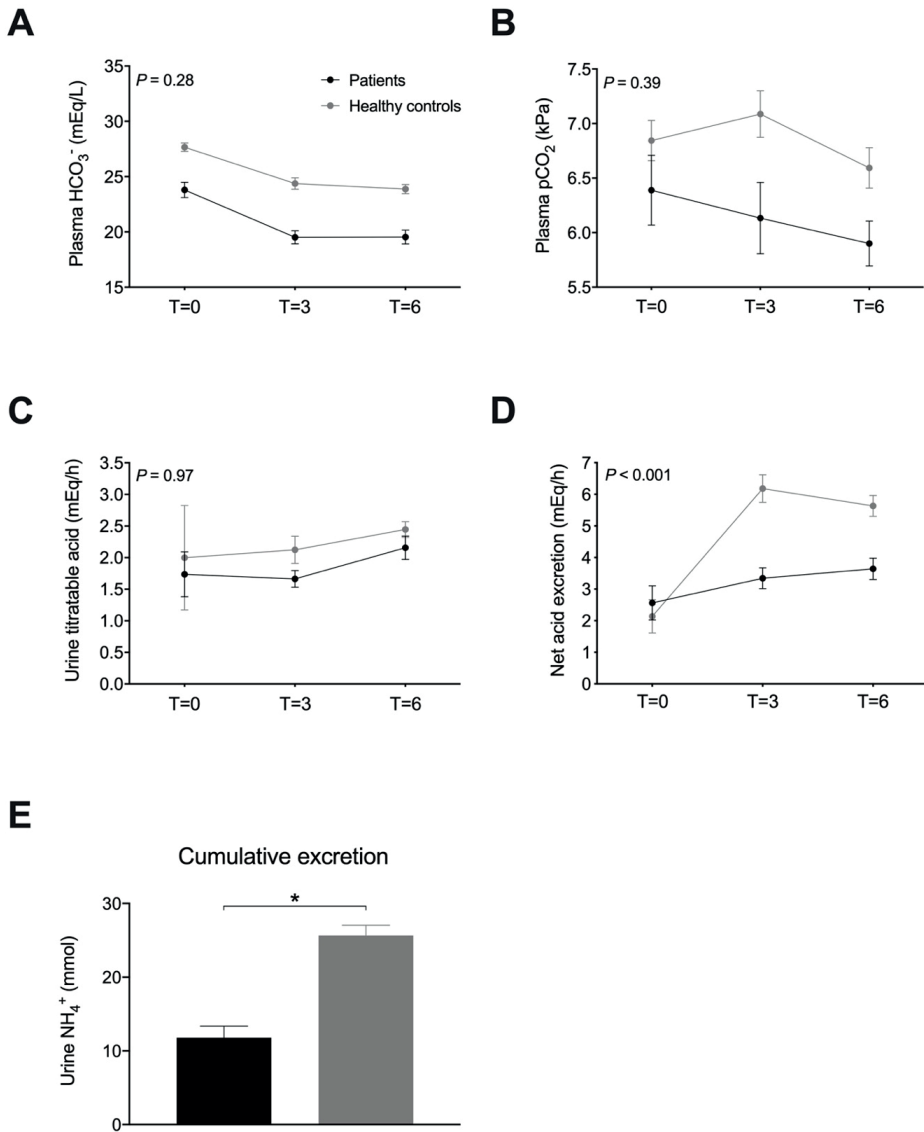 A
Plasma HCO₃⁻ (mEq/L)
35
30
25
20
15
P = 0.28
Patients
Healthy controls
T=0 T=3 T=6
B
Plasma pCO₂ (kPa)
7.5
7.0
6.5
6.0
5.5
P = 0.39
T=0 T=3 T=6
C
Urine titratable acid (mEq/h)
3.5
3.0
2.5
2.0
1.5
1.0
0.5
0.0
P = 0.97
T=0 T=3 T=6
D
Net acid excretion (mEq/h)
7
6
5
4
3
2
1
0
P < 0.001
T=0 T=3 T=6
E
Cumulative excretion
Urine NH₄⁺ (mmol)
30
20
10
0
*